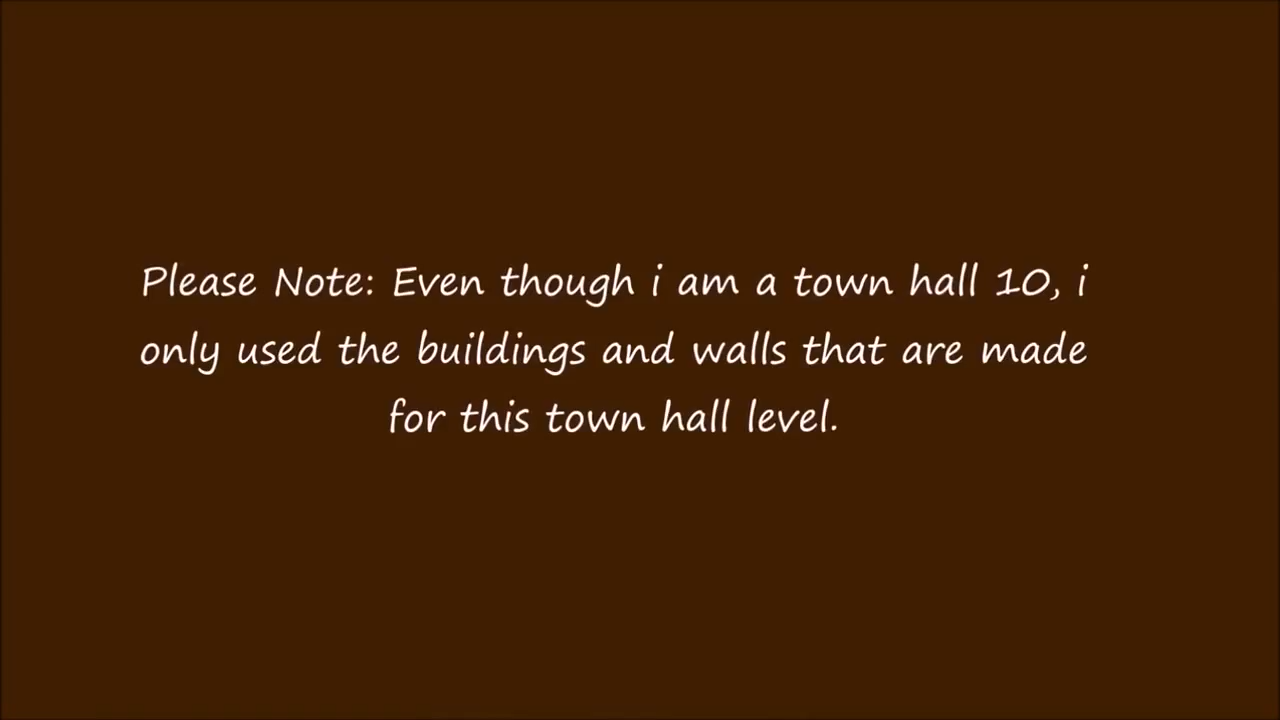 Please Note: Even though i am a town hall 10, i
only used the buildings and walls that are made
for this town hall level.